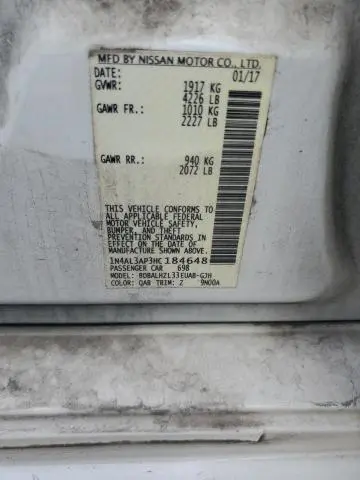 MFD BY NISSAN MOTOR CO., LTD.
DATE: 01/17
GVWR: 1917 KG
4226 LB
GAWR FR.: 1010 KG
2227 LB
GAWR RR.: 940 KG
2072 LB
THIS VEHICLE CONFORMS TO
ALL APPLICABLE U.S. FEDERAL
MOTOR VEHICLE SAFETY,
BUMPER, AND THEFT
PREVENTION STANDARDS
IN EFFECT ON THE DATE OF
MANUFACTURE SHOWN
ABOVE.
1N4AL3AP3HC184648
PASSENGER CAR 698
MODEL: BDBALHZL33EUAB-GJH
COLOR: QAB TRIM: Z 9N00A